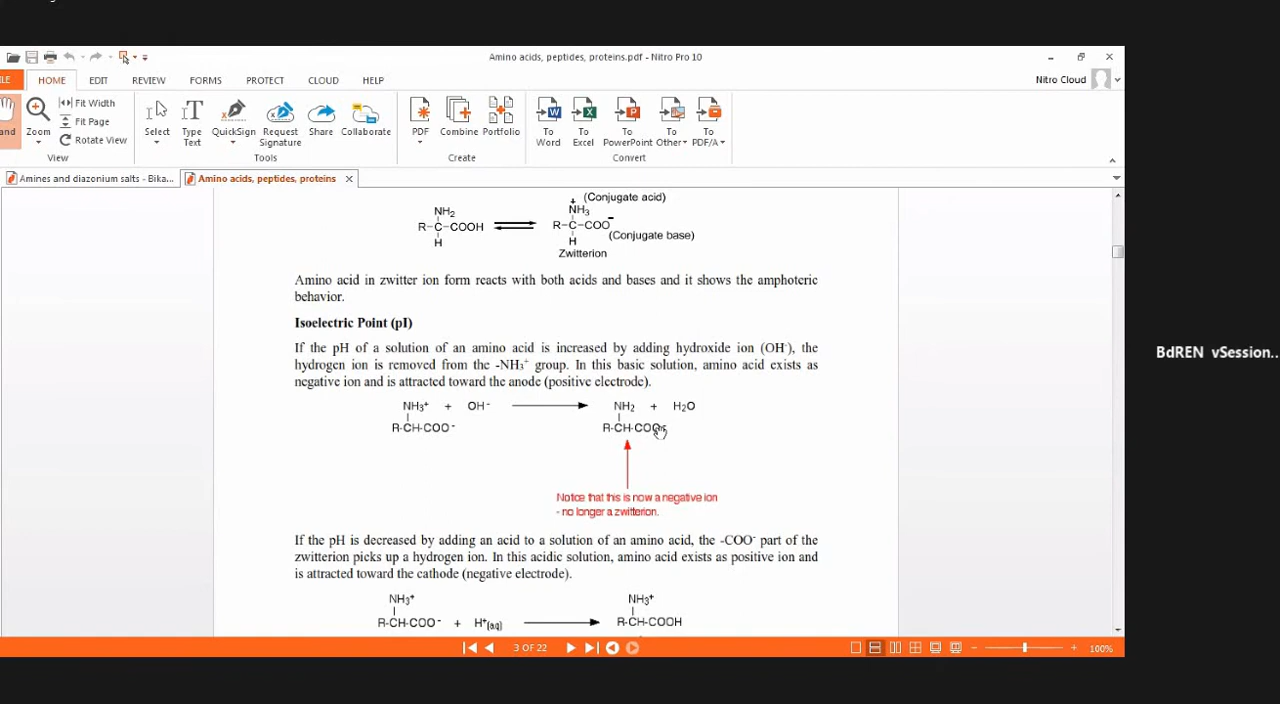 Amino acids, peptides, proteins.pdf - Nitro Pro 10
Nitro Cloud
HOME EDIT REVIEW FORMS PROTECT CLOUD HELP
Zoom
Fit Width
Fit Page
Rotate View
View
Select
Type Text
QuickSign
Request Signature
Share
Collaborate
Tools
PDF
Combine
Portfolio
Create
To Word
To Excel
To PowerPoint
To Other
To PDF/A
Convert
Amines and diazonium salts - Bika...
Amino acids, peptides, proteins
NH2
R-C-COOH
H
(Conjugate acid)
+
NH3
R-C-COO-
(Conjugate base)
H
Zwitterion
Amino acid in zwitter ion form reacts with both acids and bases and it shows the amphoteric
behavior.
Isoelectric Point (pI)
If the pH of a solution of an amino acid is increased by adding hydroxide ion (OH-), the
hydrogen ion is removed from the -NH3+ group. In this basic solution, amino acid exists as
negative ion and is attracted toward the anode (positive electrode).
NH3+ + OH- NH2 + H2O
R-CH-COO- R-CH-COO
Notice that this is now a negative ion
- no longer a zwitterion.
If the pH is decreased by adding an acid to a solution of an amino acid, the -COO- part of the
zwitterion picks up a hydrogen ion. In this acidic solution, amino acid exists as positive ion and
is attracted toward the cathode (negative electrode).
NH3+ NH3+
R-CH-COO- + H+(aq) R-CH-COOH
3 OF 22
100%
BdREN vSession...